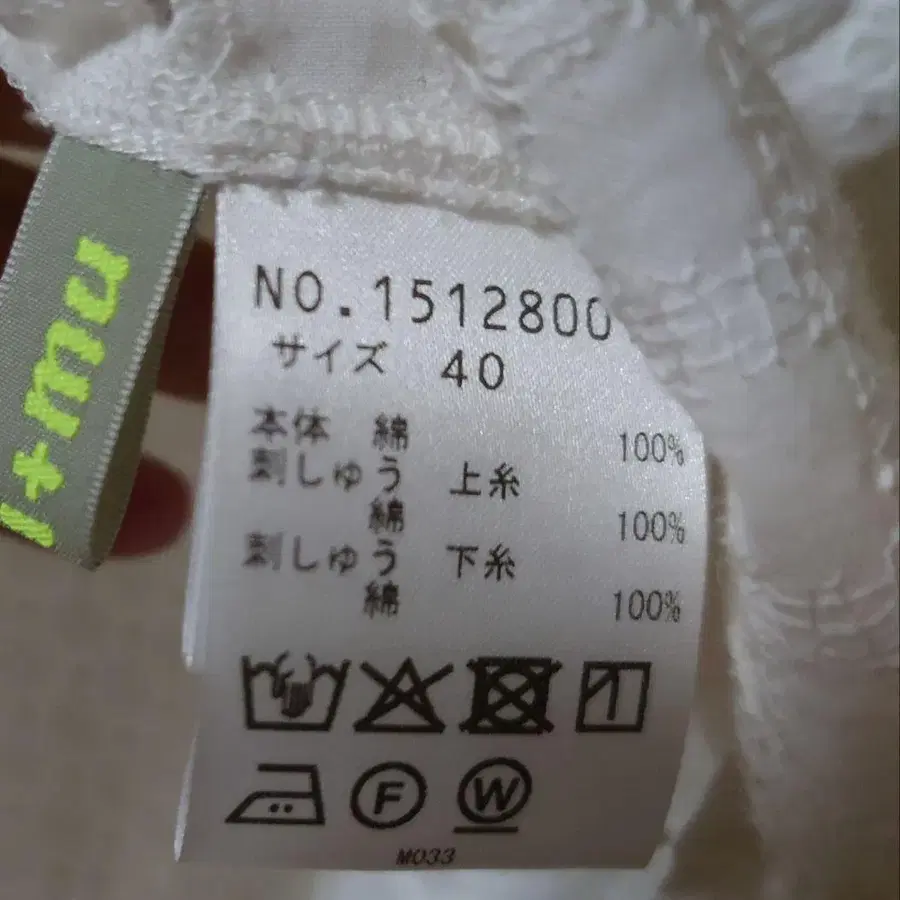 NO.1512800
サイズ 40
本体 綿 100%
刺しゅう 上糸
綿 100%
刺しゅう 下糸
綿 100%
F W
M033
+mu